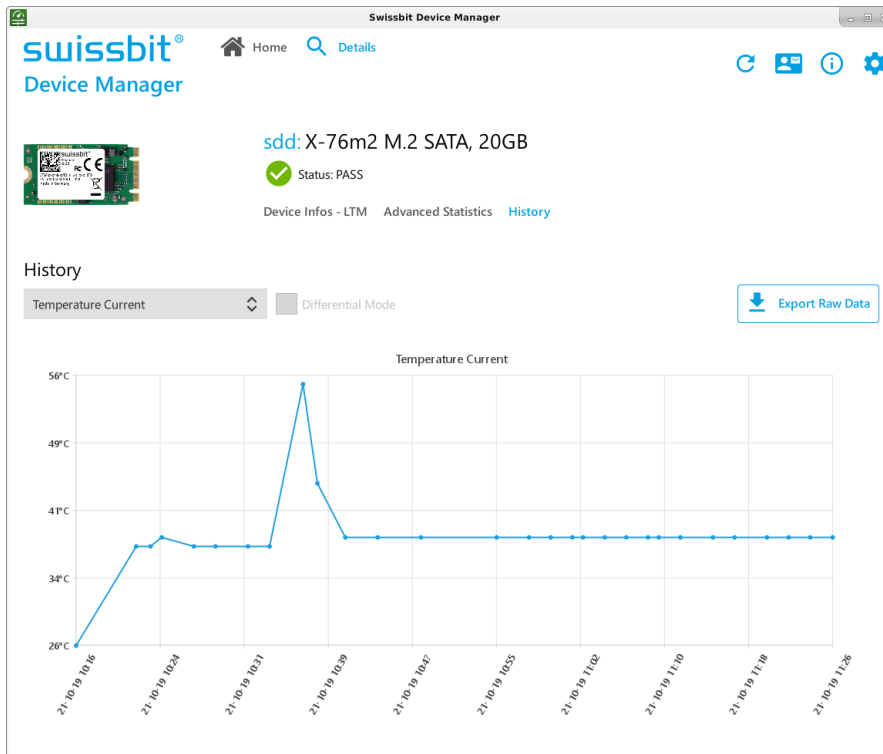 Swissbit Device Manager
swissbit®
Home
Details
Device Manager
swissbit
sdd: X-76m2 M.2 SATA, 20GB
Status: PASS
Device Infos - LTM
Advanced Statistics
History
History
Temperature Current
Differential Mode
Export Raw Data
Temperature Current
56°C
49°C
41°C
34°C
26°C
21-10-19 10:16
21-10-19 10:24
21-10-19 10:31
21-10-19 10:39
21-10-19 10:47
21-10-19 10:55
21-10-19 11:02
21-10-19 11:10
21-10-19 11:18
21-10-19 11:26